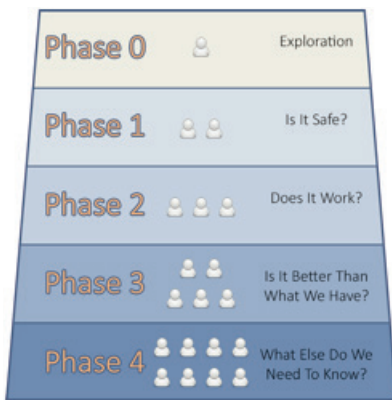 Phase 0
Exploration
Phase 1
Is It Safe?
Phase 2
Does It Work?
Phase 3
Is It Better Than
What We Have?
Phase 4
What Else Do We
Need To Know?